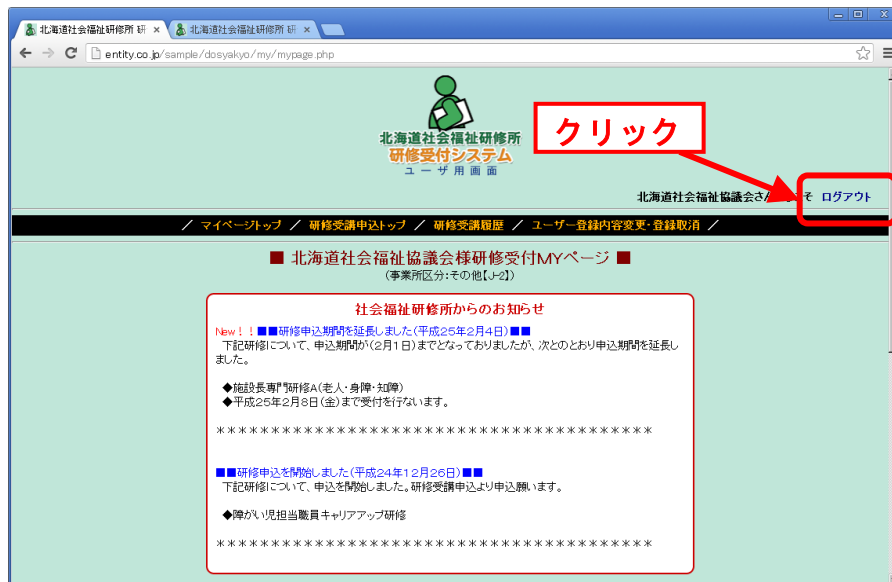 北海道社会福祉研修所 研
北海道社会福祉研修所 研
entity.co.jp/sample/dosyakyo/my/mypage.php
北海道社会福祉研修所
研修受付システム
ユーザ用画面
クリック
北海道社会福祉協議会さん
そ ログアウト
／ マイページトップ ／ 研修受講申込トップ ／ 研修受講履歴 ／ ユーザー登録内容変更・登録取消 ／
■ 北海道社会福祉協議会様研修受付MYページ ■
(事業所区分:その他【J-2】)
社会福祉研修所からのお知らせ
New！！■■研修申込期間を延長しました(平成25年2月4日)■■
下記研修について、申込期間が(2月1日)までとなっておりましたが、次のとおり申込期間を延長し
ました。
◆施設長専門研修A(老人・身障・知障)
◆平成25年2月8日(金)まで受付を行ないます。
＊＊＊＊＊＊＊＊＊＊＊＊＊＊＊＊＊＊＊＊＊＊＊＊＊＊＊＊＊＊＊＊＊＊＊＊＊＊＊＊
■■研修申込を開始しました(平成24年12月26日)■■
下記研修について、申込を開始しました。研修受講申込より申込願います。
◆障がい児担当職員キャリアアップ研修
＊＊＊＊＊＊＊＊＊＊＊＊＊＊＊＊＊＊＊＊＊＊＊＊＊＊＊＊＊＊＊＊＊＊＊＊＊＊＊＊